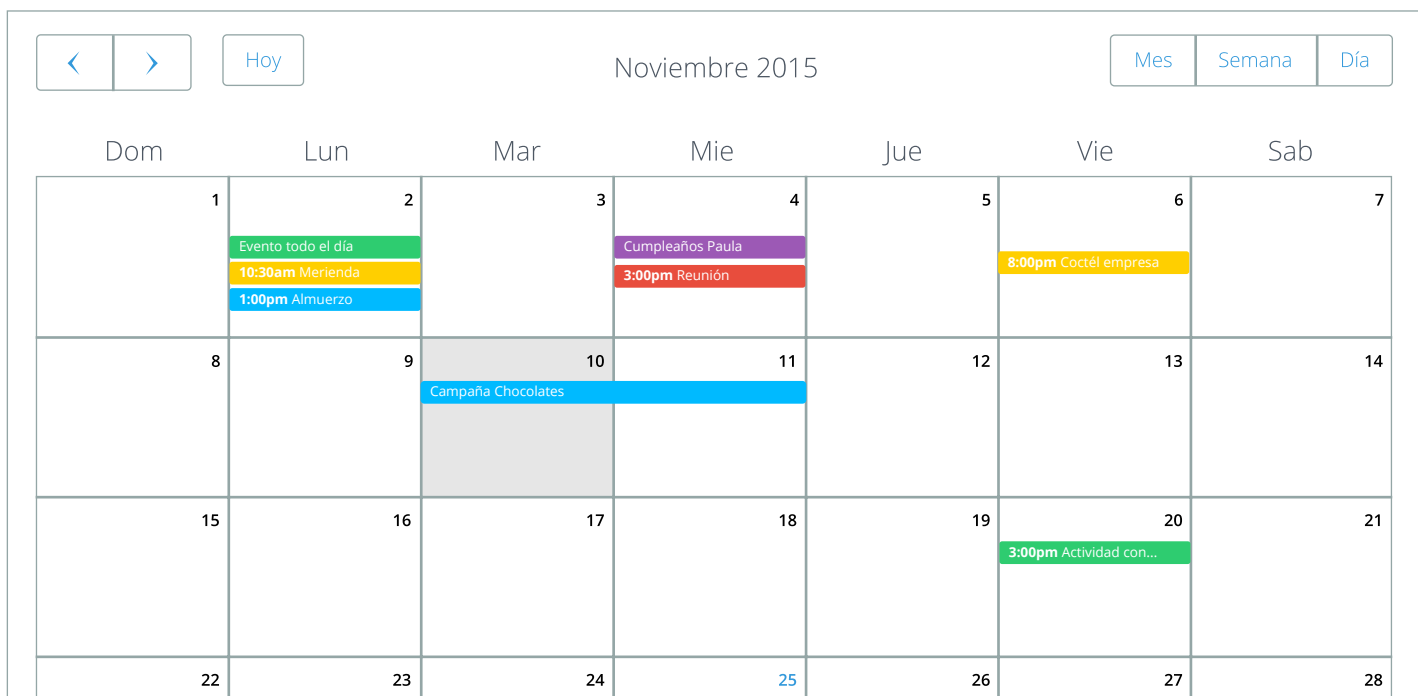 Hoy
Noviembre 2015
Mes Semana Día
Dom Lun Mar Mie Jue Vie Sab
1 2 3 4 5 6 7
Evento todo el día
10:30am Merienda
1:00pm Almuerzo
Cumpleaños Paula
3:00pm Reunión
8:00pm Coctél empresa
8 9 10 11 12 13 14
Campaña Chocolates
15 16 17 18 19 20 21
3:00pm Actividad con...
22 23 24 25 26 27 28